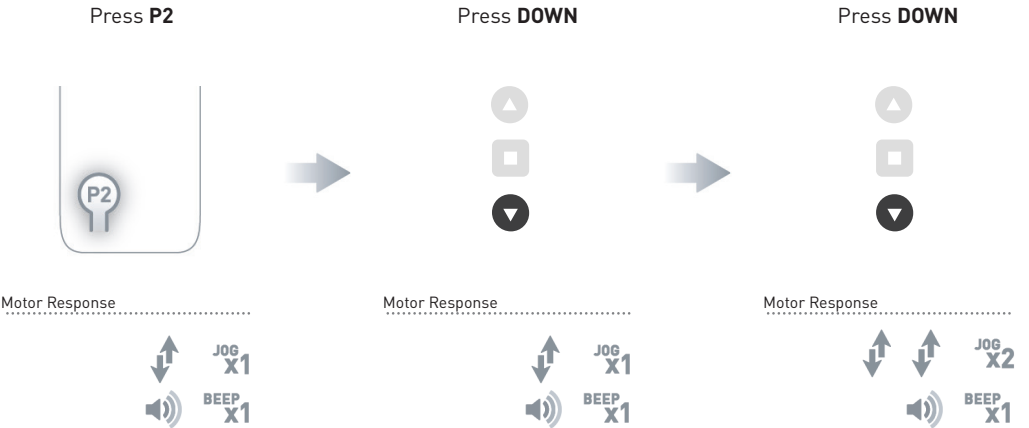 Press P2
Press DOWN
Press DOWN
P2
Motor Response
JOG X1
BEEP X1
Motor Response
JOG X1
BEEP X1
Motor Response
JOG X2
BEEP X1